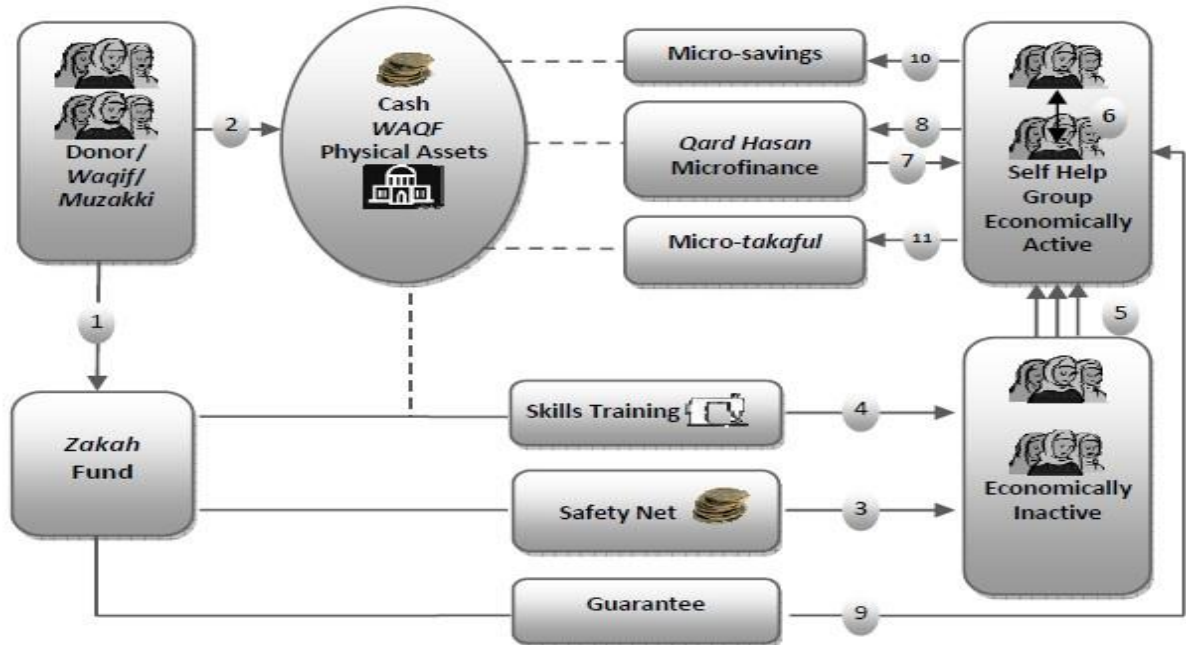 Donor/
Waqif/
Muzakki
2
Cash
WAQF
Physical Assets
Micro-savings
10
Qard Hasan
Microfinance
8
7
Micro-takaful
11
6
Self Help
Group
Economically
Active
1
5
Zakah
Fund
Skills Training
4
Safety Net
3
Economically
Inactive
Guarantee
9